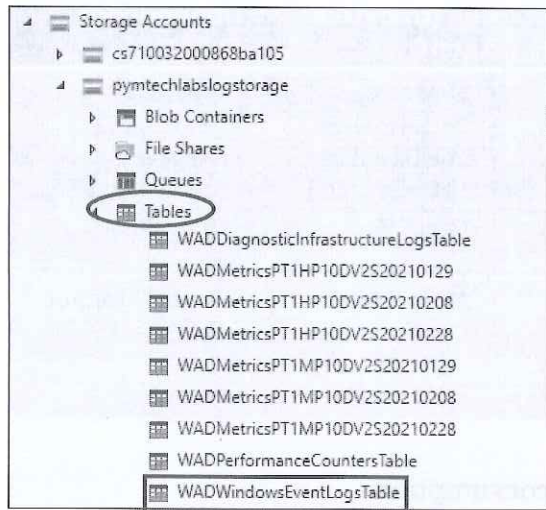 Storage Accounts
cs710032000868ba105
pymtechlabslogstorage
Blob Containers
File Shares
Queues
Tables
WADDiagnosticInfrastructureLogsTable
WADMetricsPT1HP10DV2S20210129
WADMetricsPT1HP10DV2S20210208
WADMetricsPT1HP10DV2S20210228
WADMetricsPT1MP10DV2S20210129
WADMetricsPT1MP10DV2S20210208
WADMetricsPT1MP10DV2S20210228
WADPerformanceCountersTable
WADWindowsEventLogsTable